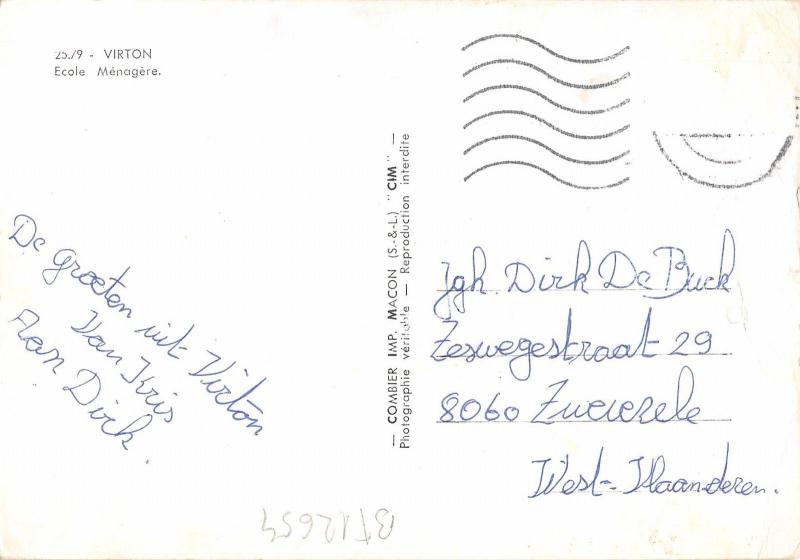 25.79 - VIRTON
Ecole Ménagère.
De groeten uit Virton
Van Kris
Aan Dirk.
— COMBIER IMP. MACON (S.-&-L.) "CIM" —
Photographie véritable — Reproduction interdite
Jgh. Dirk De Buck
Zeswegestraat 29
8060 Zwevezele
West-Vlaanderen.
BT12654